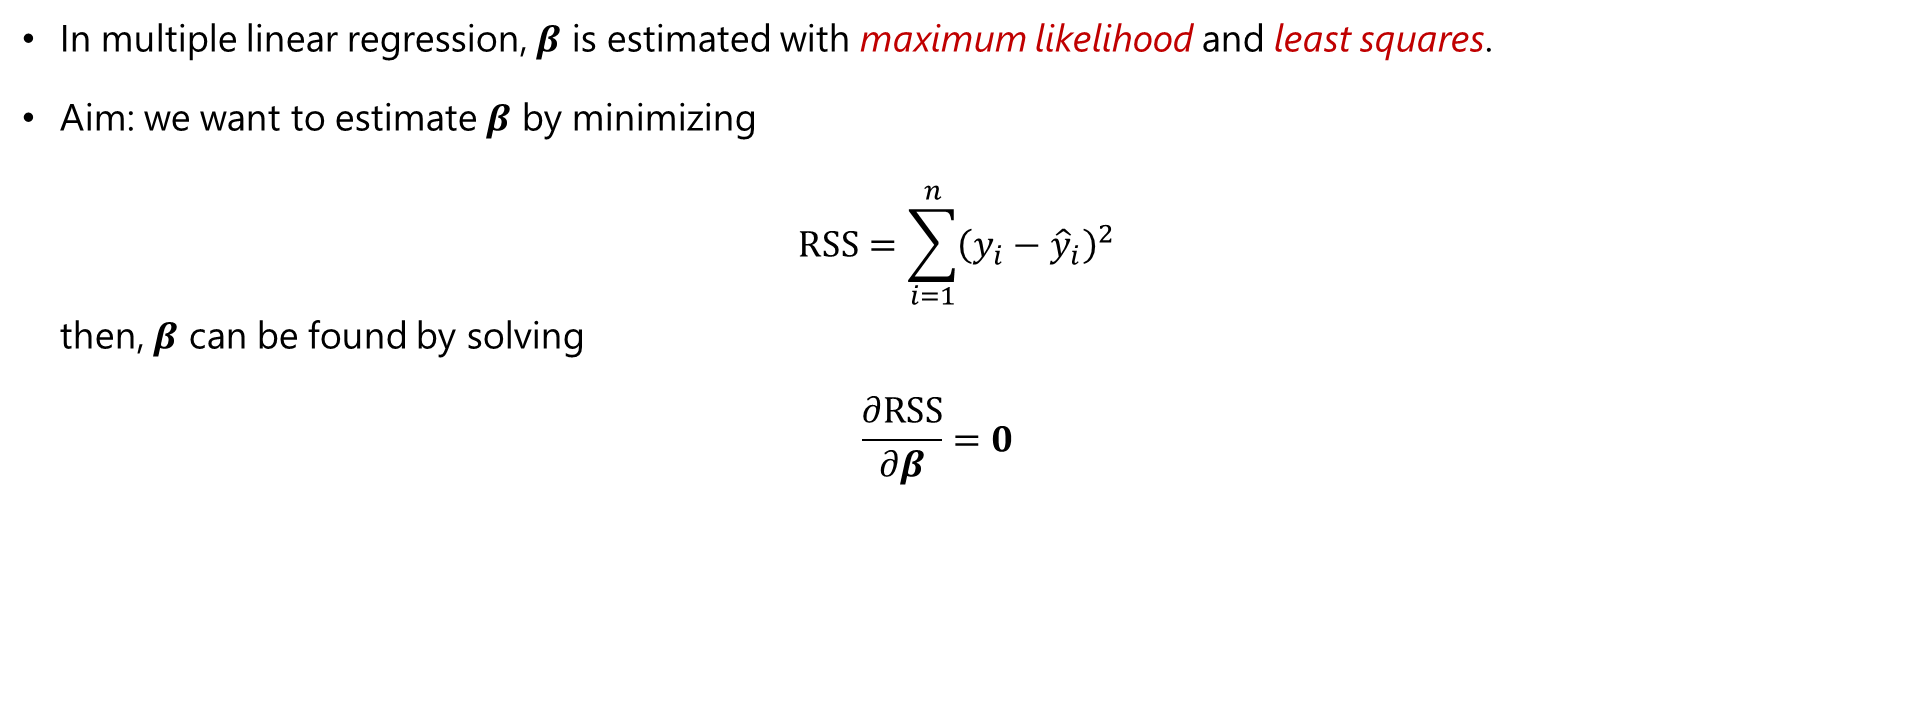 • In multiple linear regression, 𝜷 is estimated with maximum likelihood and least squares.
• Aim: we want to estimate 𝜷 by minimizing
RSS = ∑_{i=1}^{n} (y_i − ŷ_i)²
then, 𝜷 can be found by solving
∂RSS/∂𝜷 = 𝟎